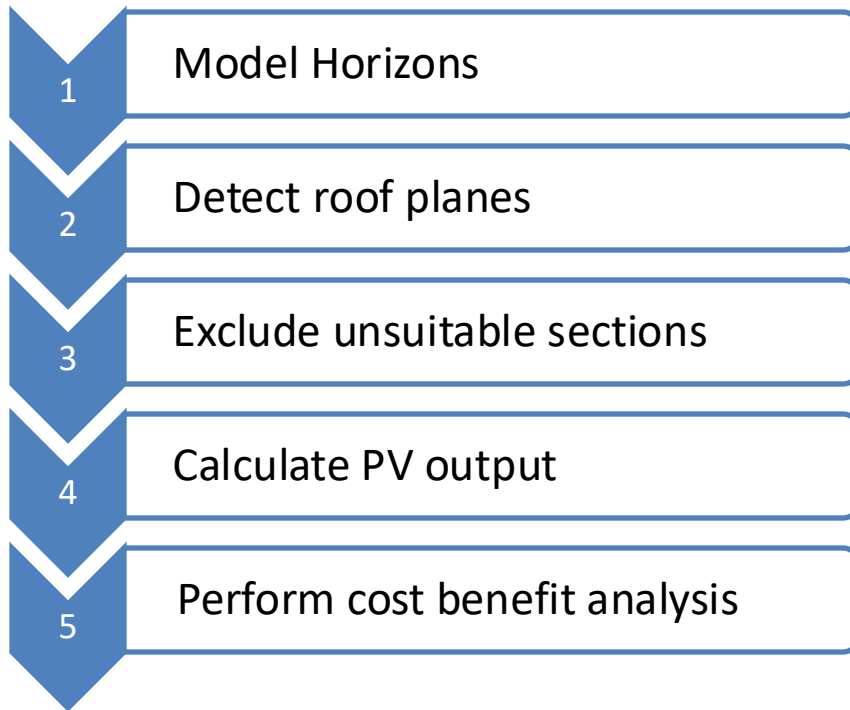 1 Model Horizons
2 Detect roof planes
3 Exclude unsuitable sections
4 Calculate PV output
5 Perform cost benefit analysis